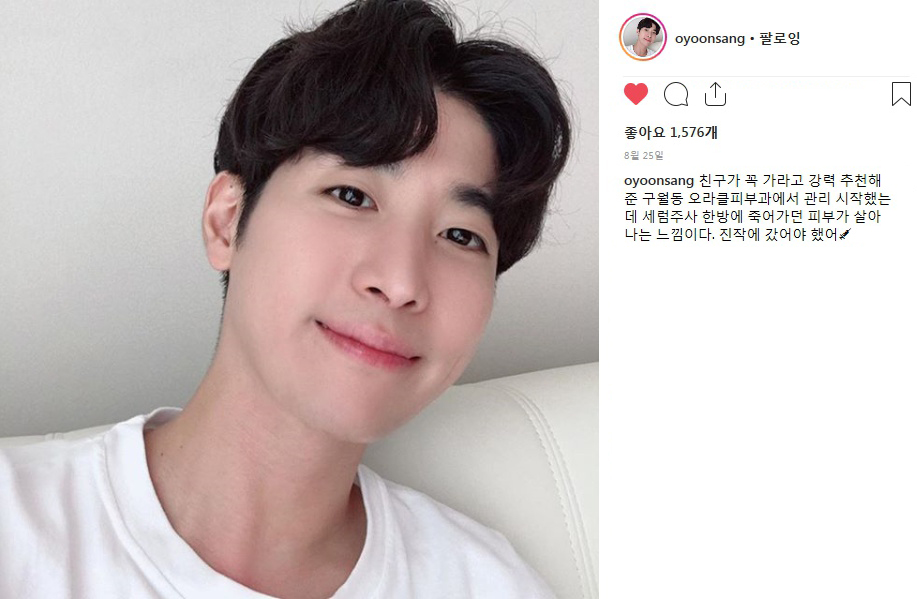 oyoonsang • 팔로잉
좋아요 1,576개
8월 25일
oyoonsang 친구가 꼭 가라고 강력 추천해
준 구월동 오라클피부과에서 관리 시작했는
데 세럼주사 한방에 죽어가던 피부가 살아
나는 느낌이다. 진작에 갔어야 했어💉